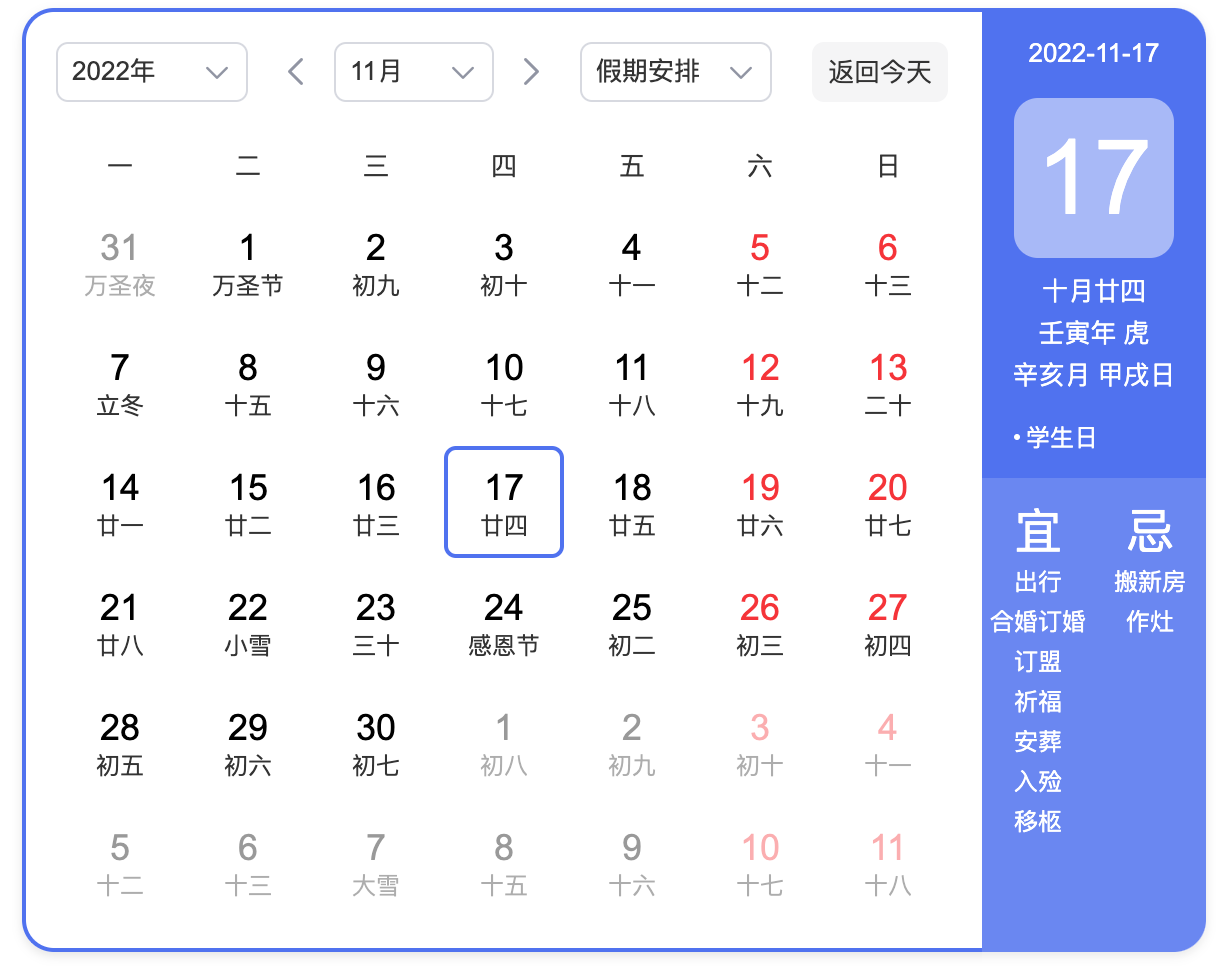 2022年 11月 假期安排 返回今天
一 二 三 四 五 六 日
31 1 2 3 4 5 6
万圣夜 万圣节 初九 初十 十一 十二 十三
7 8 9 10 11 12 13
立冬 十五 十六 十七 十八 十九 二十
14 15 16 17 18 19 20
廿一 廿二 廿三 廿四 廿五 廿六 廿七
21 22 23 24 25 26 27
廿八 小雪 三十 感恩节 初二 初三 初四
28 29 30 1 2 3 4
初五 初六 初七 初八 初九 初十 十一
5 6 7 8 9 10 11
十二 十三 大雪 十五 十六 十七 十八
2022-11-17
17
十月廿四
壬寅年 虎
辛亥月 甲戌日
•学生日
宜 忌
出行 搬新房
合婚订婚 作灶
订盟
祈福
安葬
入殓
移柩